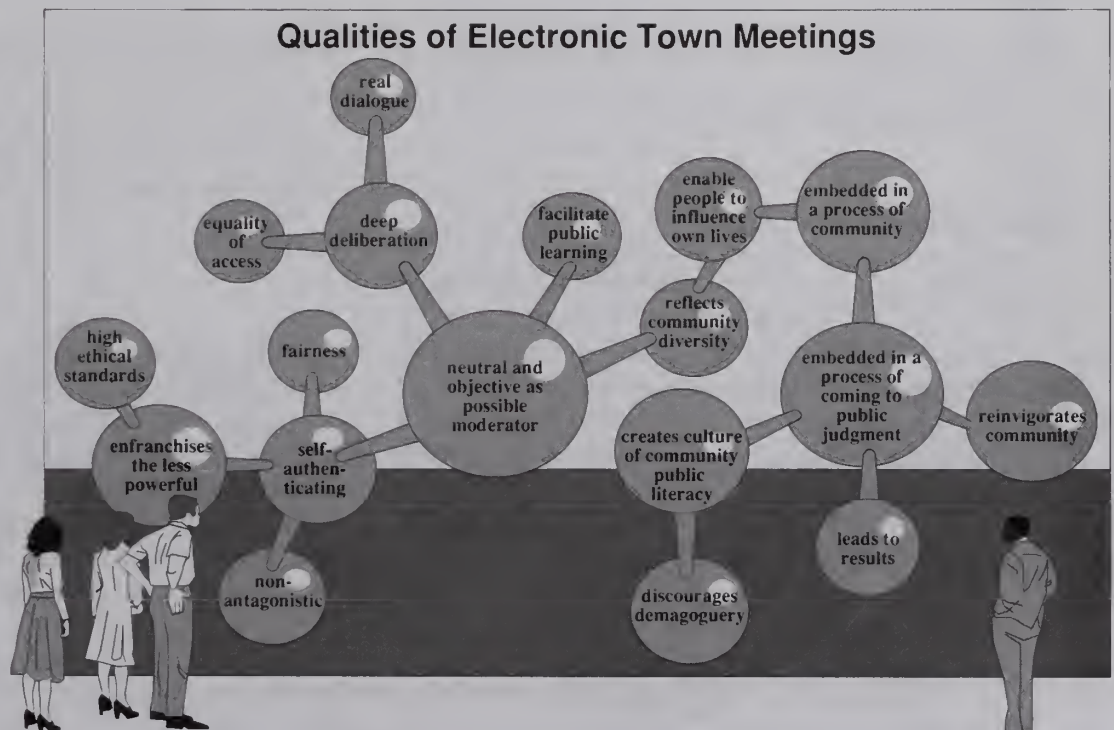 Qualities of Electronic Town Meetings
real
dialogue
equality
of
access
deep
deliberation
facilitate
public
learning
enable
people to
influence
own lives
embedded in
a process of
community
reflects
community
diversity
high
ethical
standards
fairness
neutral and
objective as
possible
moderator
embedded in a
process of
coming to
public
judgment
reinvigorates
community
enfranchises
the less
powerful
self-
authen-
ticating
creates culture
of community
public
literacy
leads to
results
non-
antagonistic
discourages
demagoguery